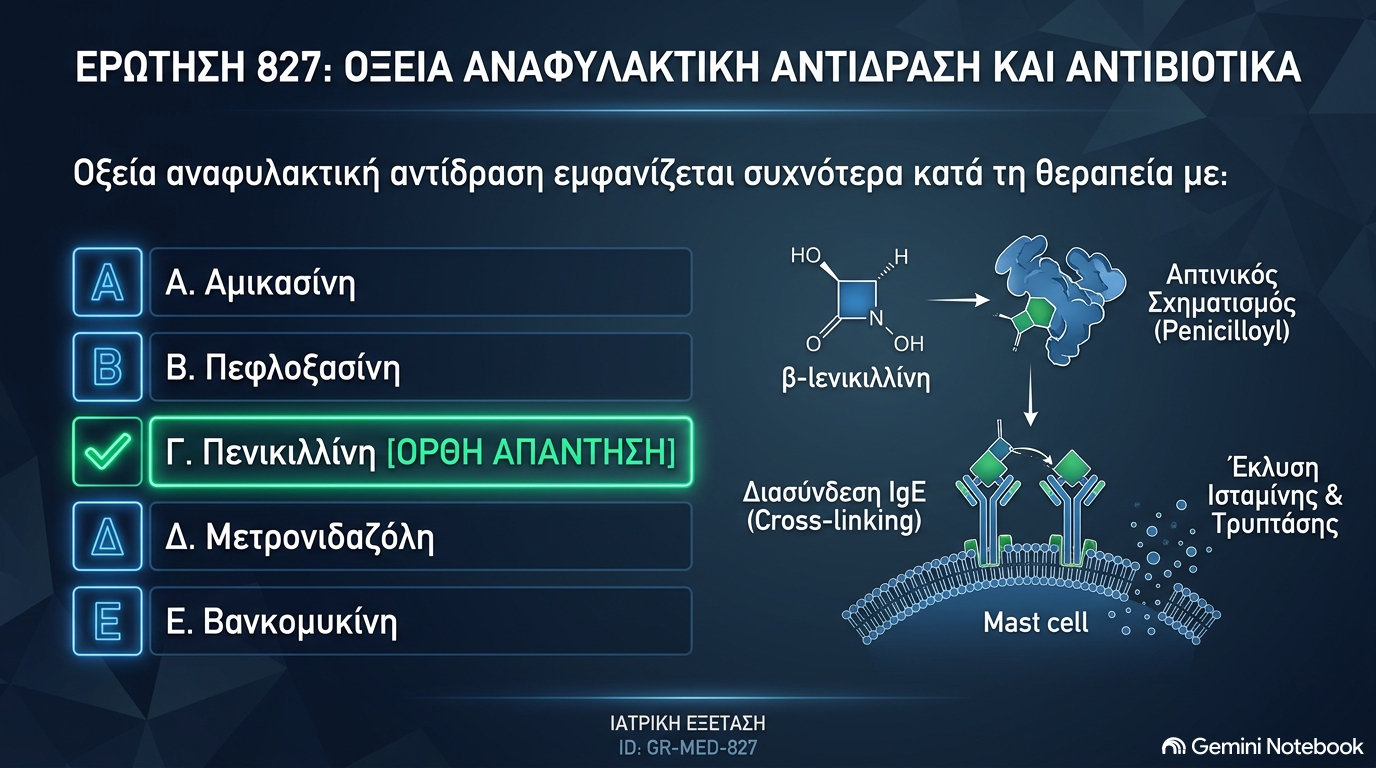 ΕΡΩΤΗΣΗ 827: ΟΞΕΙΑ ΑΝΑΦΥΛΑΚΤΙΚΗ ΑΝΤΙΔΡΑΣΗ ΚΑΙ ΑΝΤΙΒΙΟΤΙΚΑ
Οξεία αναφυλακτική αντίδραση εμφανίζεται συχνότερα κατά τη θεραπεία με:
A
Α. Αμικασίνη
B
Β. Πεφλοξασίνη
Γ. Πενικιλλίνη [ΟΡΘΗ ΑΠΑΝΤΗΣΗ]
Δ
Δ. Μετρονιδαζόλη
E
Ε. Βανκομυκίνη
HO
H
N
O
OH
β-lενικιλλίνη
Απτινικός
Σχηματισμός
(Penicilloyl)
Διασύνδεση IgE
(Cross-linking)
Έκλυση
Ισταμίνης &
Τρυπτάσης
Mast cell
ΙΑΤΡΙΚΗ ΕΞΕΤΑΣΗ
ID: GR-MED-827
Gemini Notebook